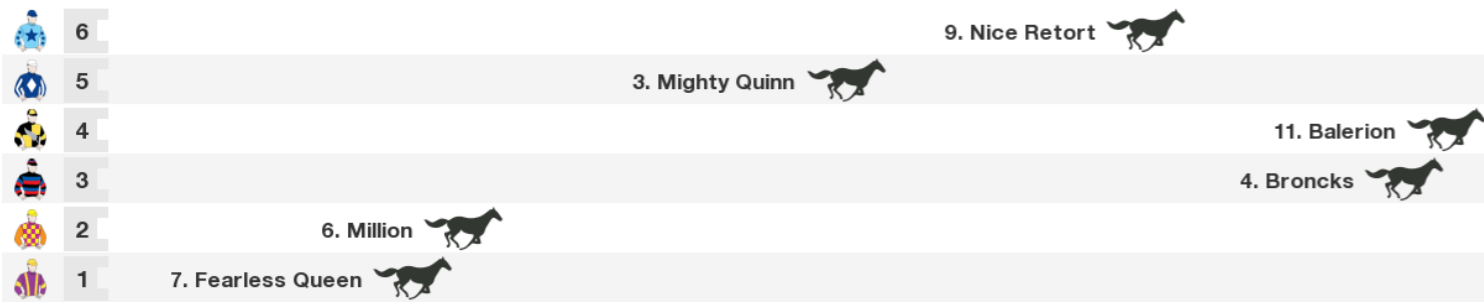 6 9. Nice Retort
5 3. Mighty Quinn
4 11. Balerion
3 4. Broncks
2 6. Million
1 7. Fearless Queen